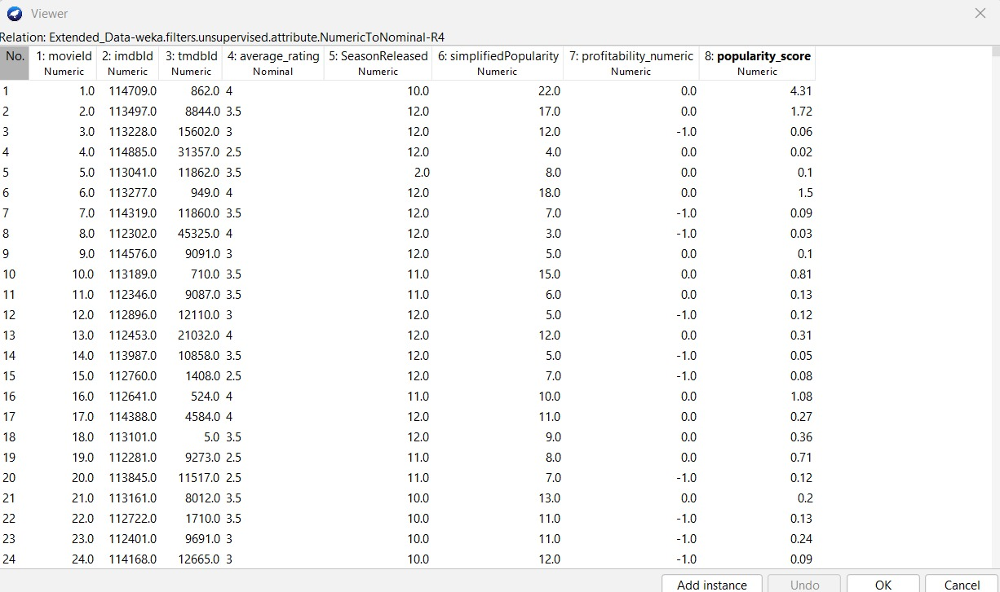 Viewer
Relation: Extended_Data-weka.filters.unsupervised.attribute.NumericToNominal-R4
No. 1: movieId 2: imdbId 3: tmdbId 4: average_rating 5: SeasonReleased 6: simplifiedPopularity 7: profitability_numeric 8: popularity_score
Numeric Numeric Numeric Nominal Numeric Numeric Numeric Numeric
1 1.0 114709.0 862.0 4 10.0 22.0 0.0 4.31
2 2.0 113497.0 8844.0 3.5 12.0 17.0 0.0 1.72
3 3.0 113228.0 15602.0 3 12.0 12.0 -1.0 0.06
4 4.0 114885.0 31357.0 2.5 12.0 4.0 0.0 0.02
5 5.0 113041.0 11862.0 3.5 2.0 8.0 0.0 0.1
6 6.0 113277.0 949.0 4 12.0 18.0 0.0 1.5
7 7.0 114319.0 11860.0 3.5 12.0 7.0 -1.0 0.09
8 8.0 112302.0 45325.0 4 12.0 3.0 -1.0 0.03
9 9.0 114576.0 9091.0 3 12.0 5.0 0.0 0.1
10 10.0 113189.0 710.0 3.5 11.0 15.0 0.0 0.81
11 11.0 112346.0 9087.0 3.5 11.0 6.0 0.0 0.13
12 12.0 112896.0 12110.0 3 12.0 5.0 -1.0 0.12
13 13.0 112453.0 21032.0 4 12.0 12.0 0.0 0.31
14 14.0 113987.0 10858.0 3.5 12.0 5.0 -1.0 0.05
15 15.0 112760.0 1408.0 2.5 12.0 7.0 -1.0 0.08
16 16.0 112641.0 524.0 4 11.0 10.0 0.0 1.08
17 17.0 114388.0 4584.0 4 12.0 11.0 0.0 0.27
18 18.0 113101.0 5.0 3.5 12.0 9.0 0.0 0.36
19 19.0 112281.0 9273.0 2.5 11.0 8.0 0.0 0.71
20 20.0 113845.0 11517.0 2.5 11.0 7.0 -1.0 0.12
21 21.0 113161.0 8012.0 3.5 10.0 13.0 0.0 0.2
22 22.0 112722.0 1710.0 3.5 10.0 11.0 -1.0 0.13
23 23.0 112401.0 9691.0 3 10.0 11.0 -1.0 0.24
24 24.0 114168.0 12665.0 3 10.0 12.0 -1.0 0.09
Add instance Undo OK Cancel